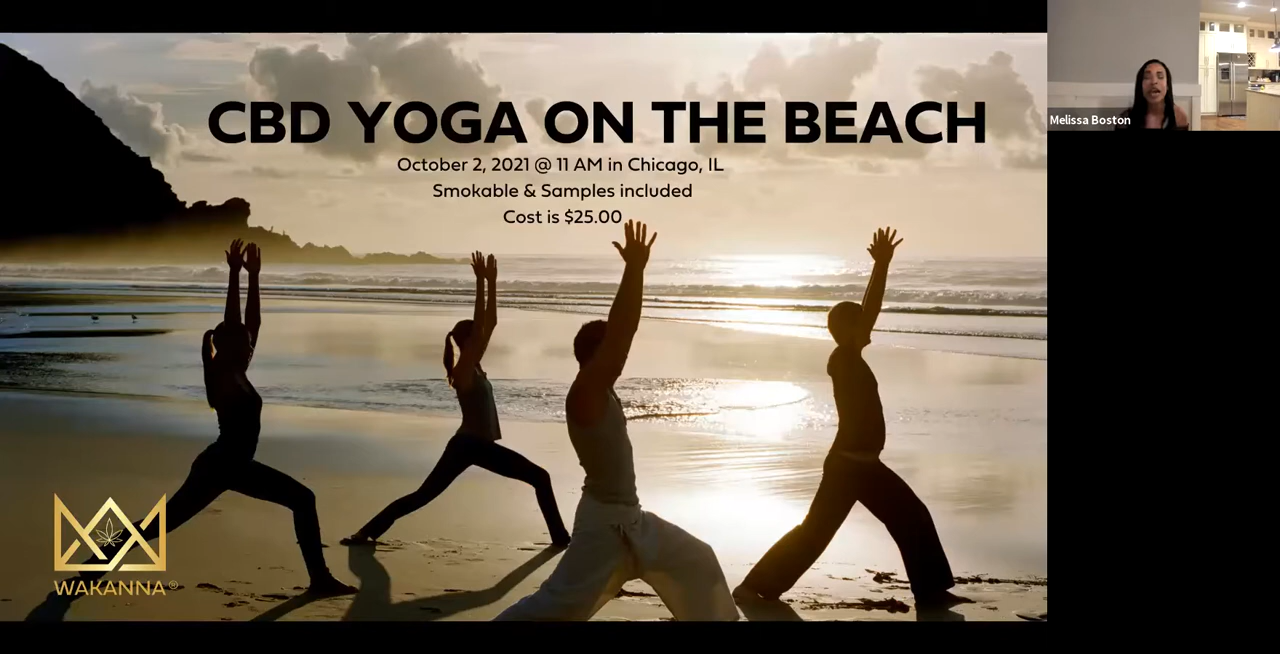 CBD YOGA ON THE BEACH
October 2, 2021 @ 11 AM in Chicago, IL
Smokable & Samples included
Cost is $25.00
WAKANNA®
Melissa Boston